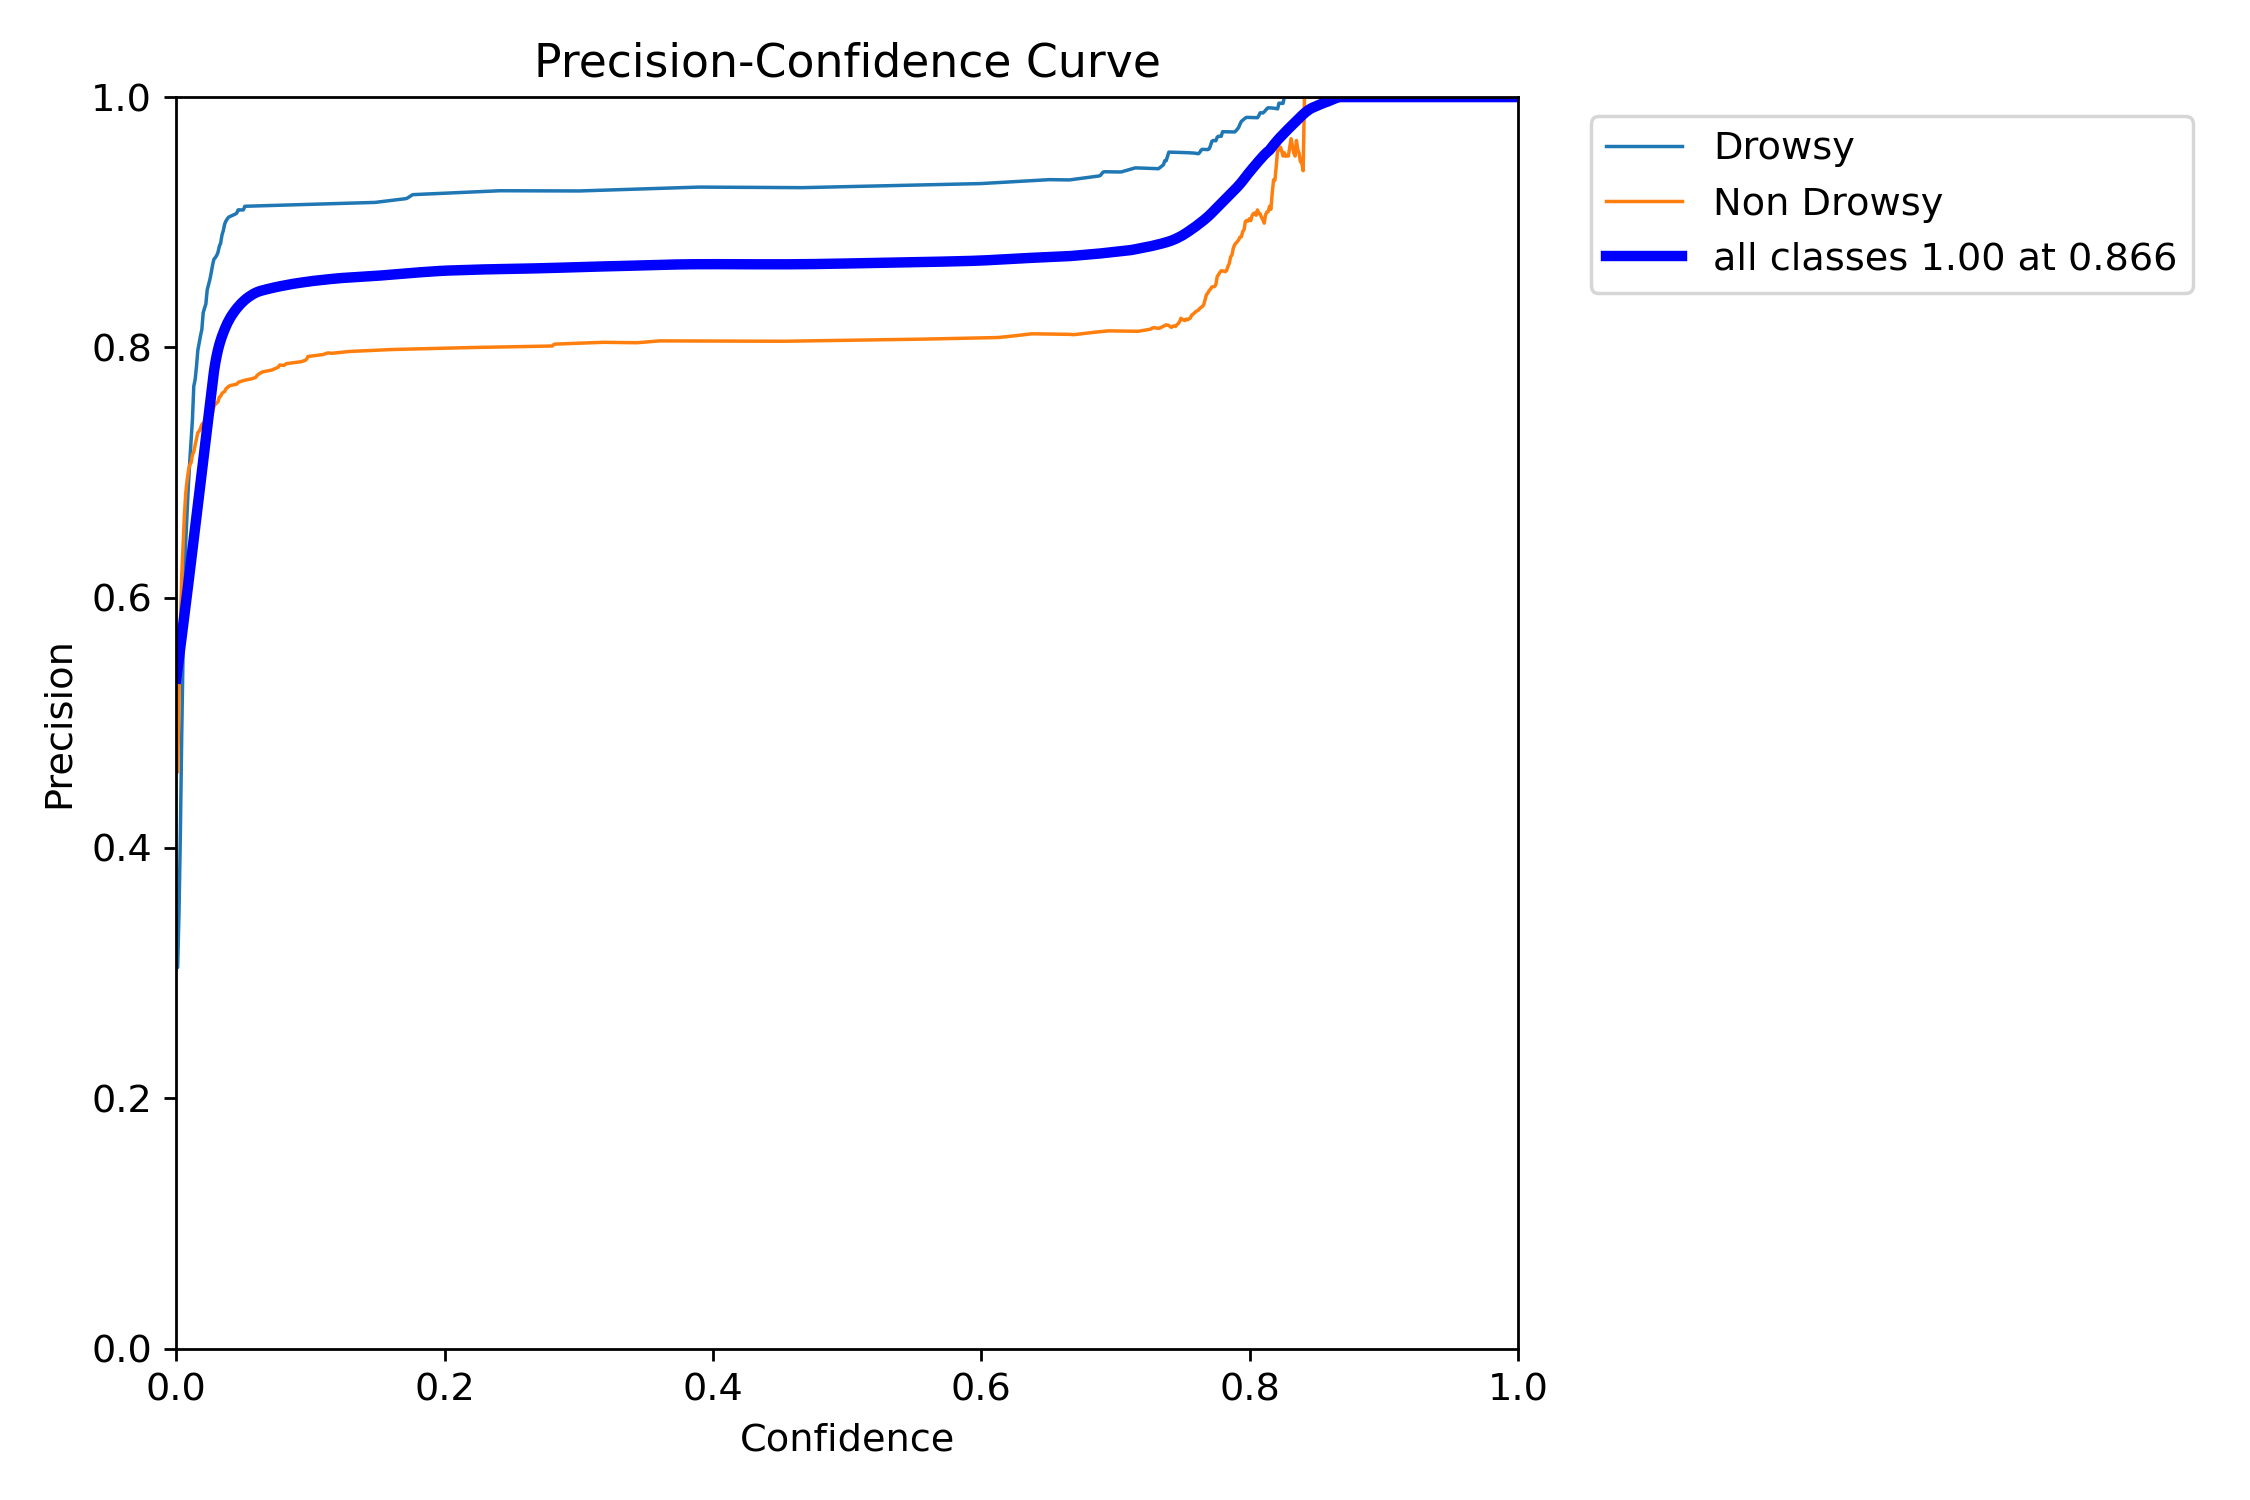 Precision-Confidence Curve
1.0
0.8
0.6
0.4
0.2
0.0
Precision
0.0 0.2 0.4 0.6 0.8 1.0
Confidence
Drowsy
Non Drowsy
all classes 1.00 at 0.866